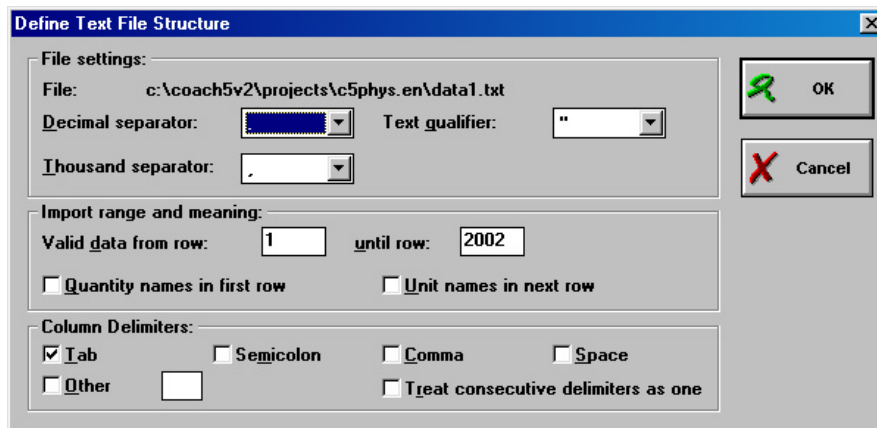 Define Text File Structure
File settings:
File: c:\coach5v2\projects\c5phys.en\data1.txt
OK
Decimal separator: . Text qualifier: "
Thousand separator: ,
Cancel
Import range and meaning:
Valid data from row: 1 until row: 2002
Quantity names in first row Unit names in next row
Column Delimiters:
Tab Semicolon Comma Space
Other Treat consecutive delimiters as one